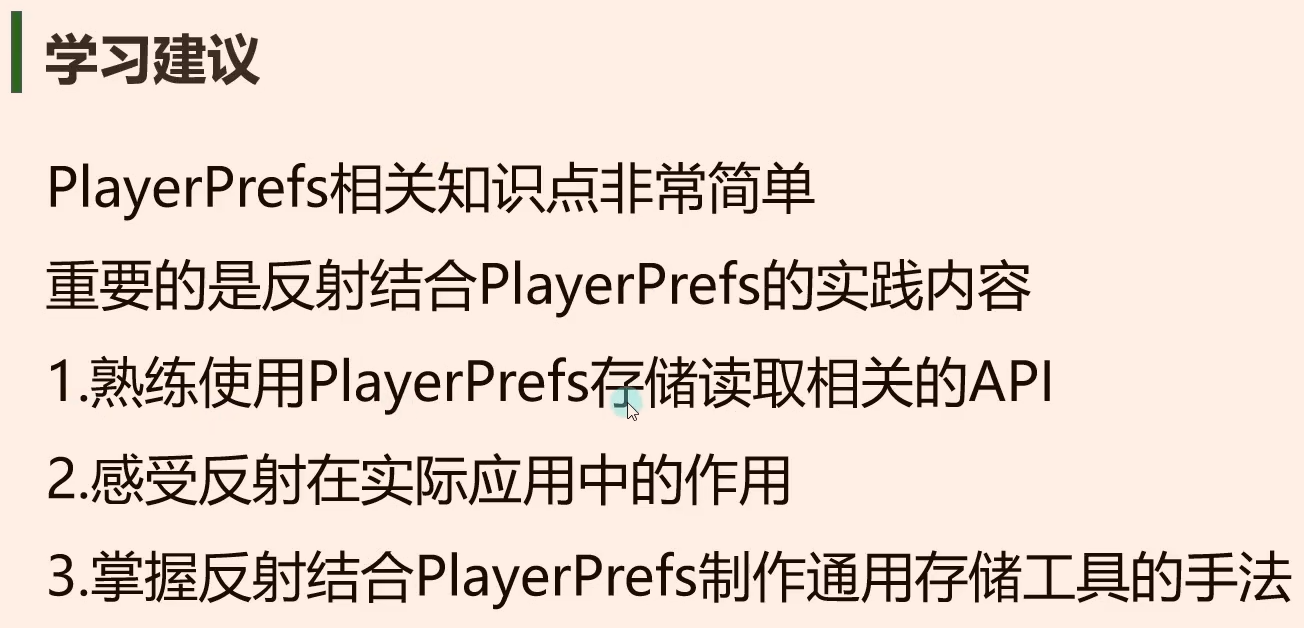 学习建议
PlayerPrefs相关知识点非常简单
重要的是反射结合PlayerPrefs的实践内容
1.熟练使用PlayerPrefs存储读取相关的API
2.感受反射在实际应用中的作用
3.掌握反射结合PlayerPrefs制作通用存储工具的手法